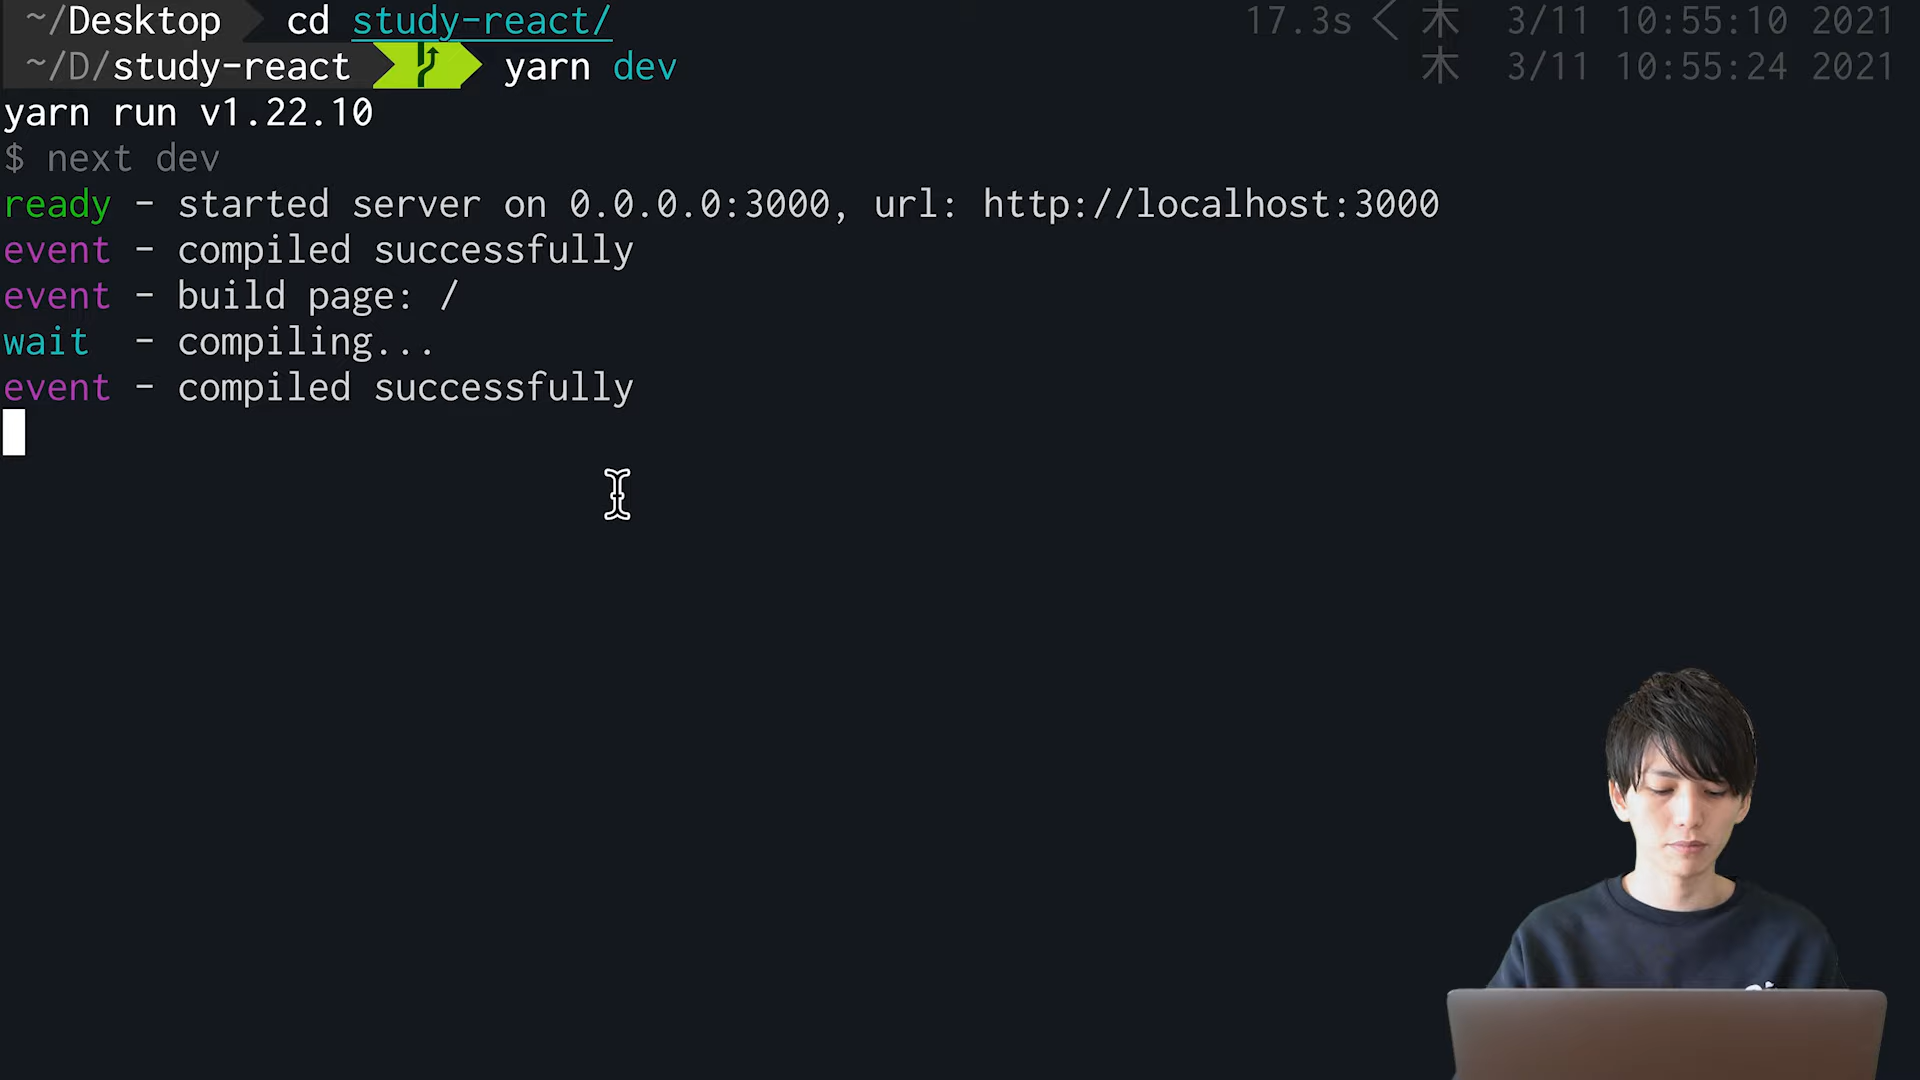 ~/Desktop cd study-react/ 17.3s < 木 3/11 10:55:10 2021
~/D/study-react yarn dev 木 3/11 10:55:24 2021
yarn run v1.22.10
$ next dev
ready - started server on 0.0.0.0:3000, url: http://localhost:3000
event - compiled successfully
event - build page: /
wait - compiling...
event - compiled successfully